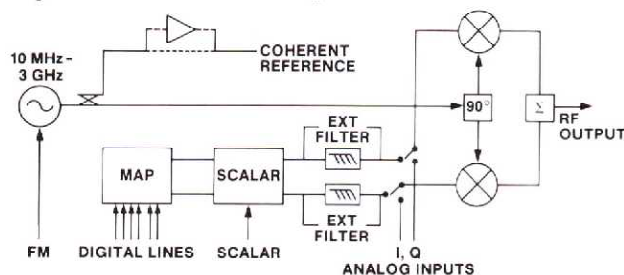 10 MHz –
3 GHz
COHERENT
REFERENCE
EXT
FILTER
90°
Σ
RF
OUTPUT
MAP
SCALAR
EXT
FILTER
FM
DIGITAL LINES
SCALAR
I, Q
ANALOG INPUTS